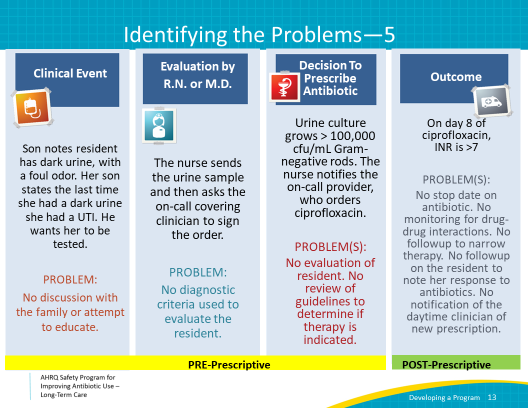 Identifying the Problems—5
Clinical Event
Son notes resident
has dark urine, with
a foul odor. Her son
states the last time
she had a dark urine
she had a UTI. He
wants her to be
tested.
PROBLEM:
No discussion with
the family or attempt
to educate.
Evaluation by
R.N. or M.D.
The nurse sends
the urine sample
and then asks the
on-call covering
clinician to sign
the order.
PROBLEM:
No diagnostic
criteria used to
evaluate the
resident.
Decision To
Prescribe
Antibiotic
Urine culture
grows > 100,000
cfu/mL Gram-
negative rods. The
nurse notifies the
on-call provider,
who orders
ciprofloxacin.
PROBLEM(S):
No evaluation of
resident. No
review of
guidelines to
determine if
therapy is
indicated.
Outcome
On day 8 of
ciprofloxacin,
INR is >7
PROBLEM(S):
No stop date on
antibiotic. No
monitoring for drug-
drug interactions. No
followup to narrow
therapy. No followup
on the resident to
note her response to
antibiotics. No
notification of the
daytime clinician of
new prescription.
PRE-Prescriptive
POST-Prescriptive
AHRQ Safety Program for
Improving Antibiotic Use –
Long-Term Care
Developing a Program 13